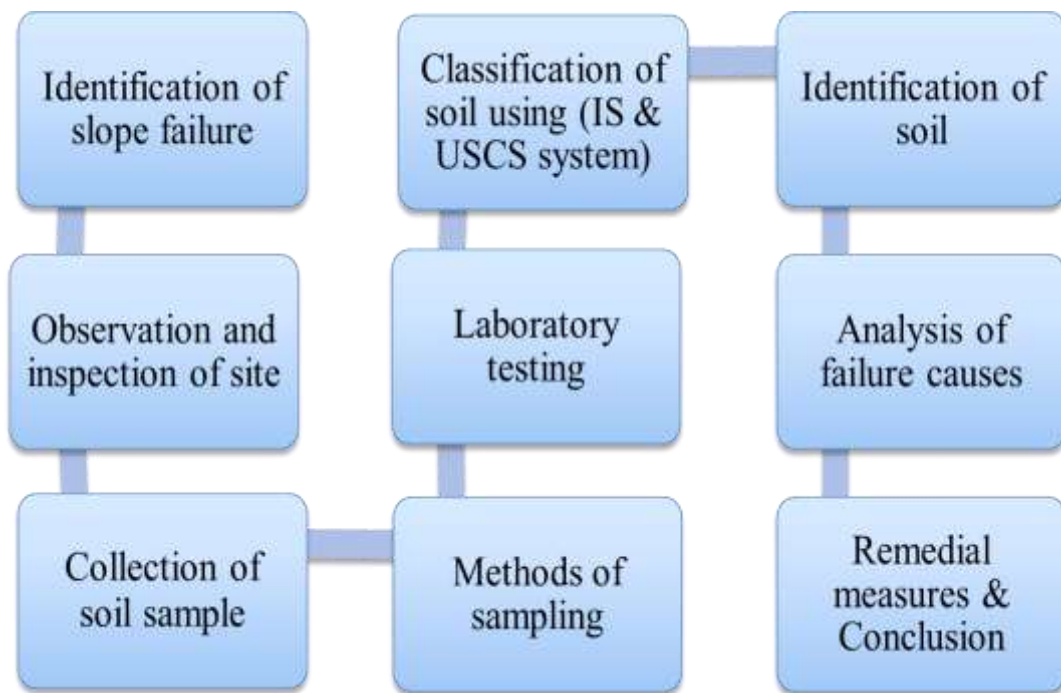 Identification of
slope failure
Observation and
inspection of site
Collection of
soil sample
Methods of
sampling
Laboratory
testing
Classification of
soil using (IS &
USCS system)
Identification of
soil
Analysis of
failure causes
Remedial
measures &
Conclusion